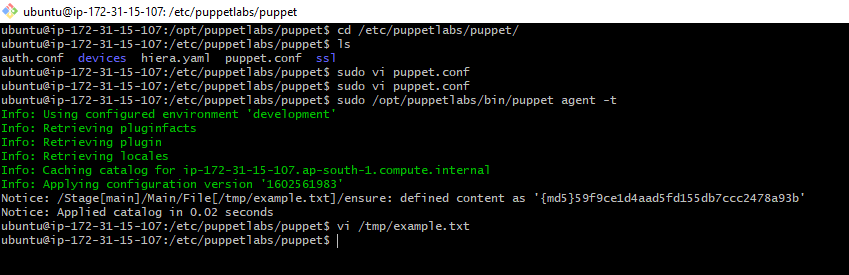 ubuntu@ip-172-31-15-107: /etc/puppetlabs/puppet
ubuntu@ip-172-31-15-107:/opt/puppetlabs/puppet$ cd /etc/puppetlabs/puppet/
ubuntu@ip-172-31-15-107:/etc/puppetlabs/puppet$ ls
auth.conf  devices  hiera.yaml  puppet.conf  ssl
ubuntu@ip-172-31-15-107:/etc/puppetlabs/puppet$ sudo vi puppet.conf
ubuntu@ip-172-31-15-107:/etc/puppetlabs/puppet$ sudo vi puppet.conf
ubuntu@ip-172-31-15-107:/etc/puppetlabs/puppet$ sudo /opt/puppetlabs/bin/puppet agent -t
Info: Using configured environment 'development'
Info: Retrieving pluginfacts
Info: Retrieving plugin
Info: Retrieving locales
Info: Caching catalog for ip-172-31-15-107.ap-south-1.compute.internal
Info: Applying configuration version '1602561983'
Notice: /Stage[main]/Main/File[/tmp/example.txt]/ensure: defined content as '{md5}59f9ce1d4aad5fd155db7ccc2478a93b'
Notice: Applied catalog in 0.02 seconds
ubuntu@ip-172-31-15-107:/etc/puppetlabs/puppet$ vi /tmp/example.txt
ubuntu@ip-172-31-15-107:/etc/puppetlabs/puppet$